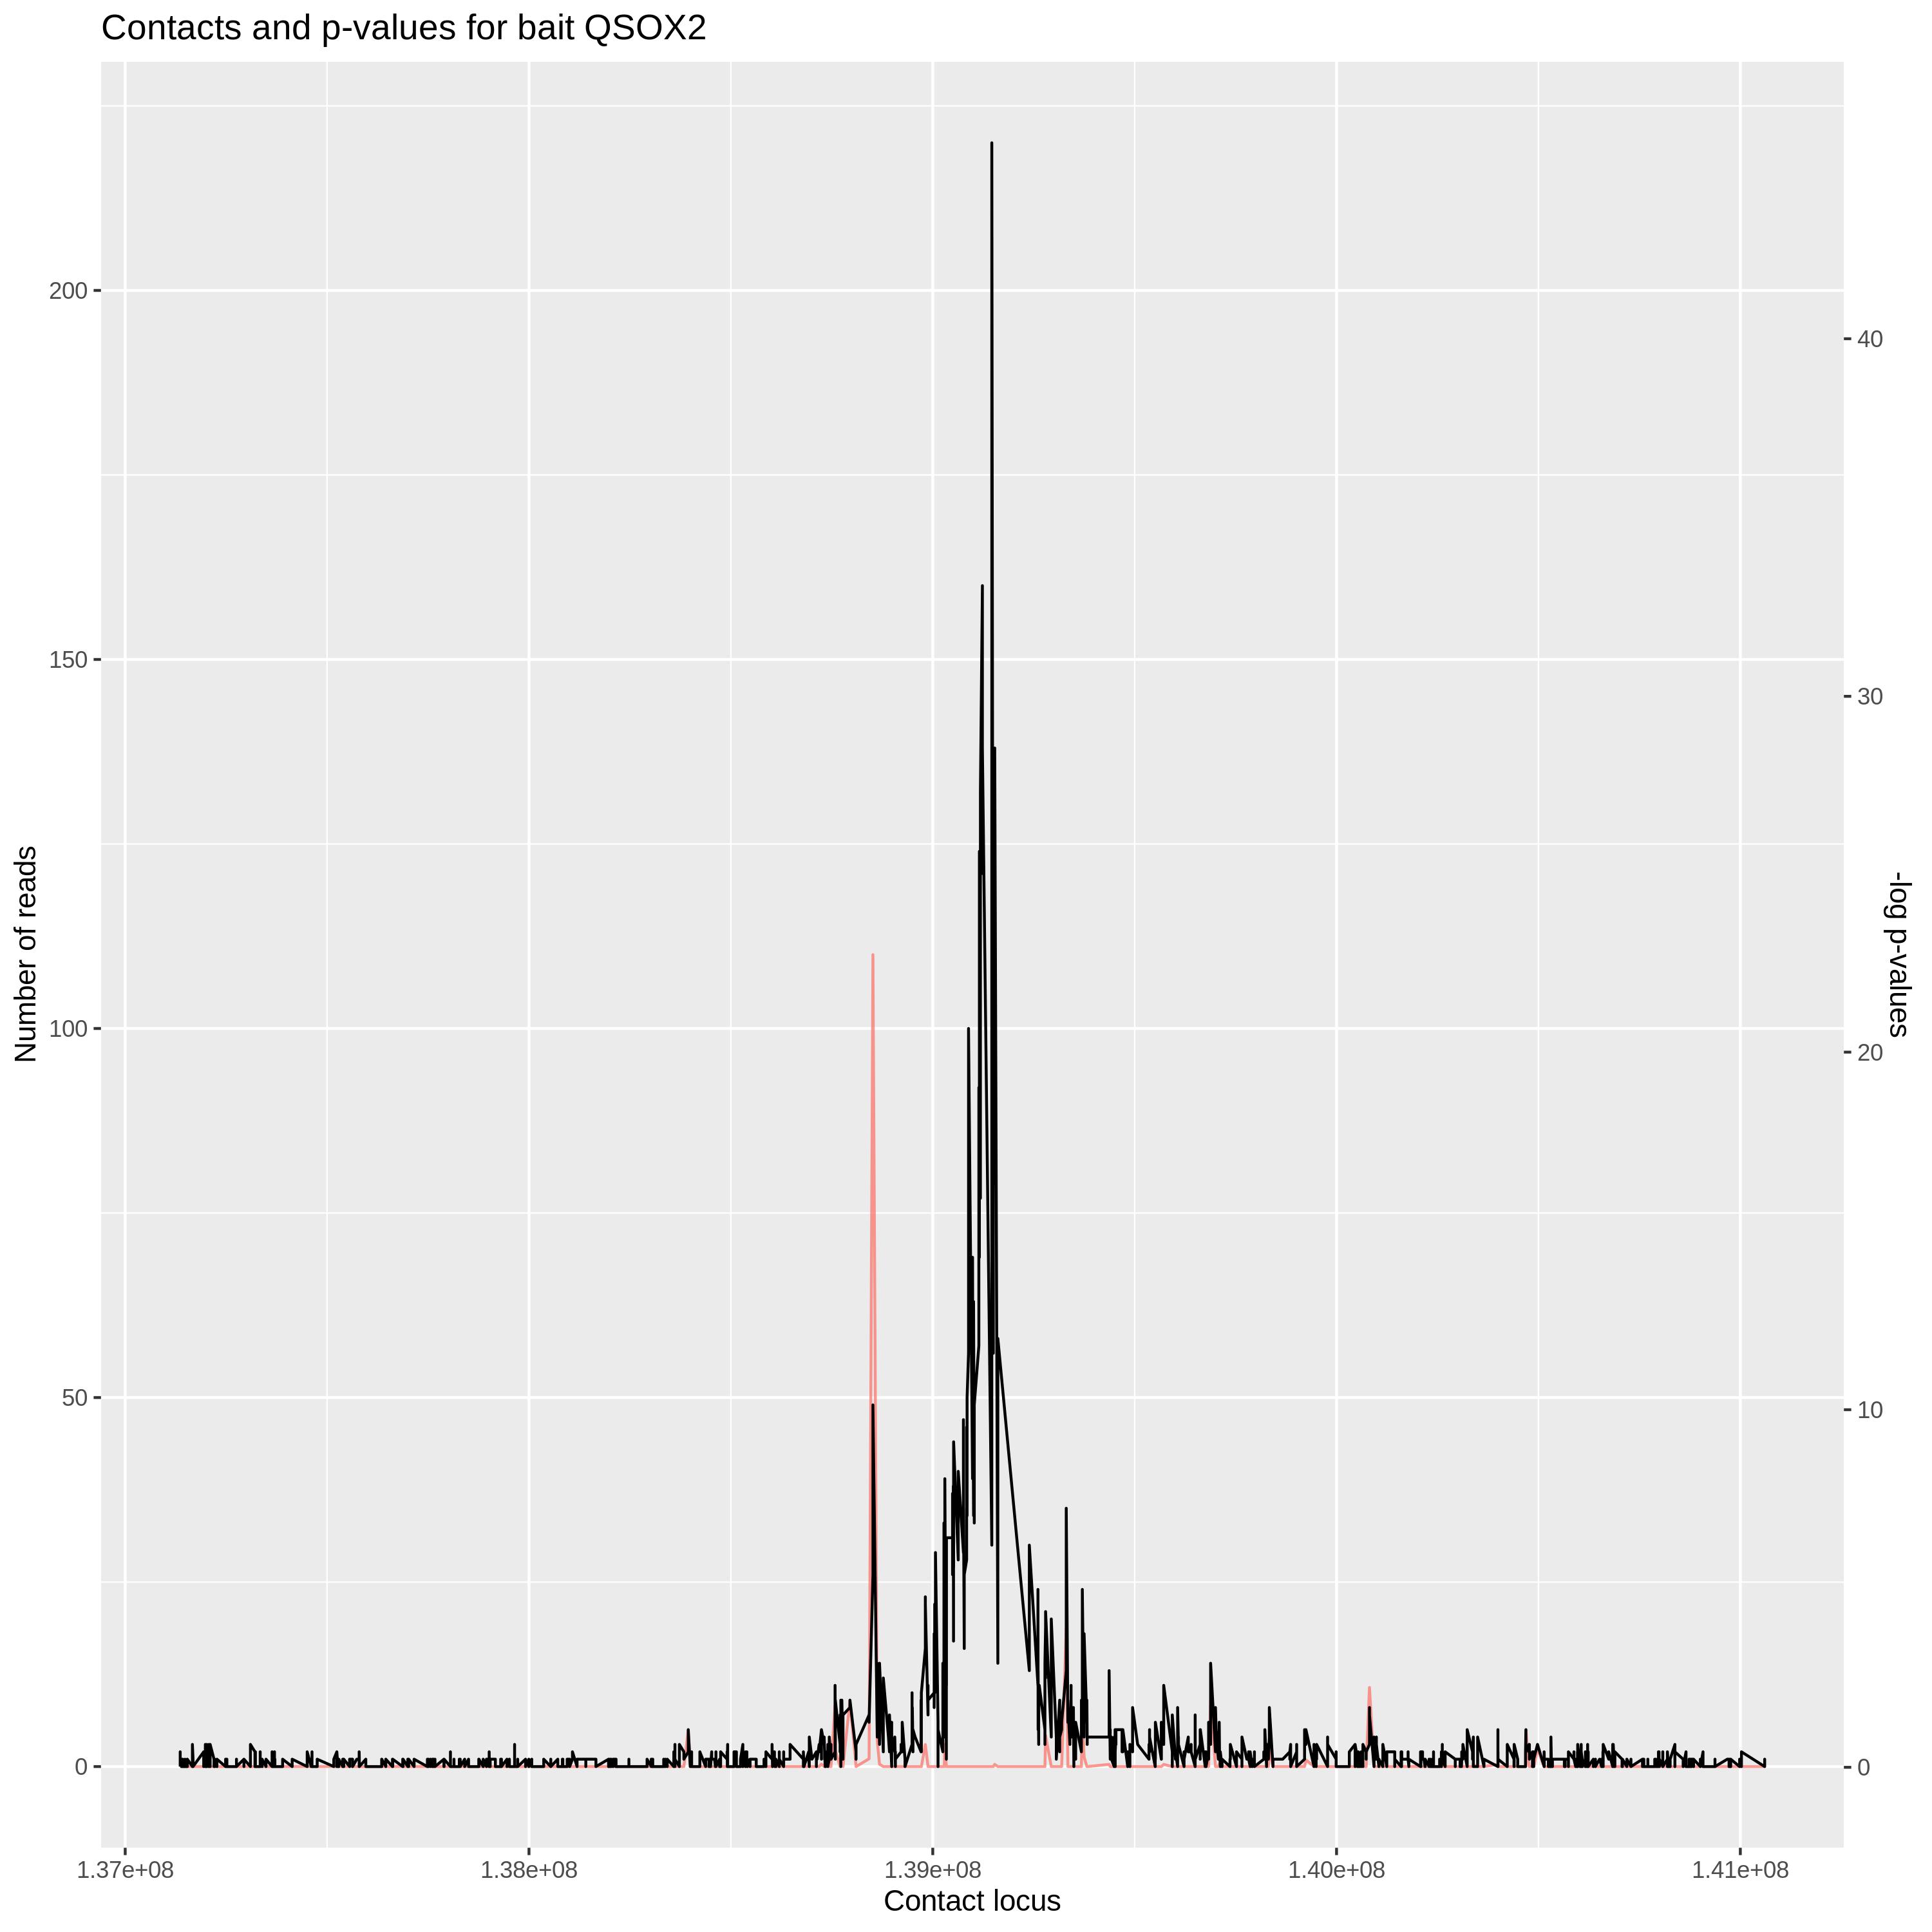 Contacts and p-values for bait QSOX2
Number of reads
200
150
100
50
0
40
30
20
10
0
-log p-values
1.37e+08
1.38e+08
1.39e+08
1.40e+08
1.41e+08
Contact locus